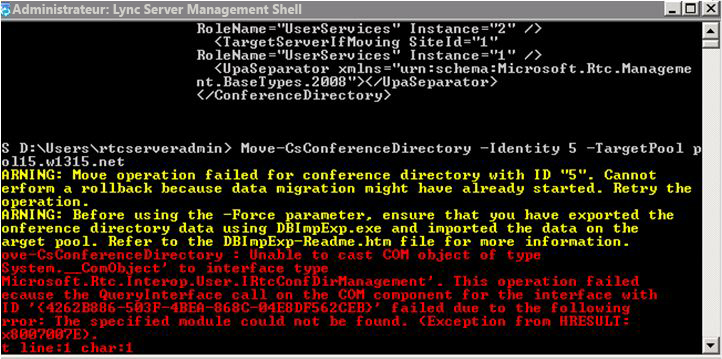 Administrateur: Lync Server Management Shell
RoleName="UserServices" Instance="2" />
<TargetServerIfMoving SiteId="1"
RoleName="UserServices" Instance="1" />
<UpaSeparator xmlns="urn:schema:Microsoft.Rtc.Manageme
nt.BaseTypes.2008"></UpaSeparator>
</ConferenceDirectory>
S D:\Users\rtcserveradmin> Move-CsConferenceDirectory -Identity 5 -TargetPool p
ol15.w1315.net
ARNING: Move operation failed for conference directory with ID "5". Cannot
erform a rollback because data migration might have already started. Retry the
operation.
ARNING: Before using the -Force parameter, ensure that you have exported the
onference directory data using DBImpExp.exe and imported the data on the
arget pool. Refer to the DBImpExp-Readme.htm file for more information.
ove-CsConferenceDirectory : Unable to cast COM object of type
System.__ComObject' to interface type
Microsoft.Rtc.Interop.User.IRtcConfDirManagement'. This operation failed
ecause the QueryInterface call on the COM component for the interface with
ID '{4262B886-503F-4BEA-868C-04E8DF562CEB}' failed due to the following
error: The specified module could not be found. (Exception from HRESULT:
x8007007E).
t line:1 char:1